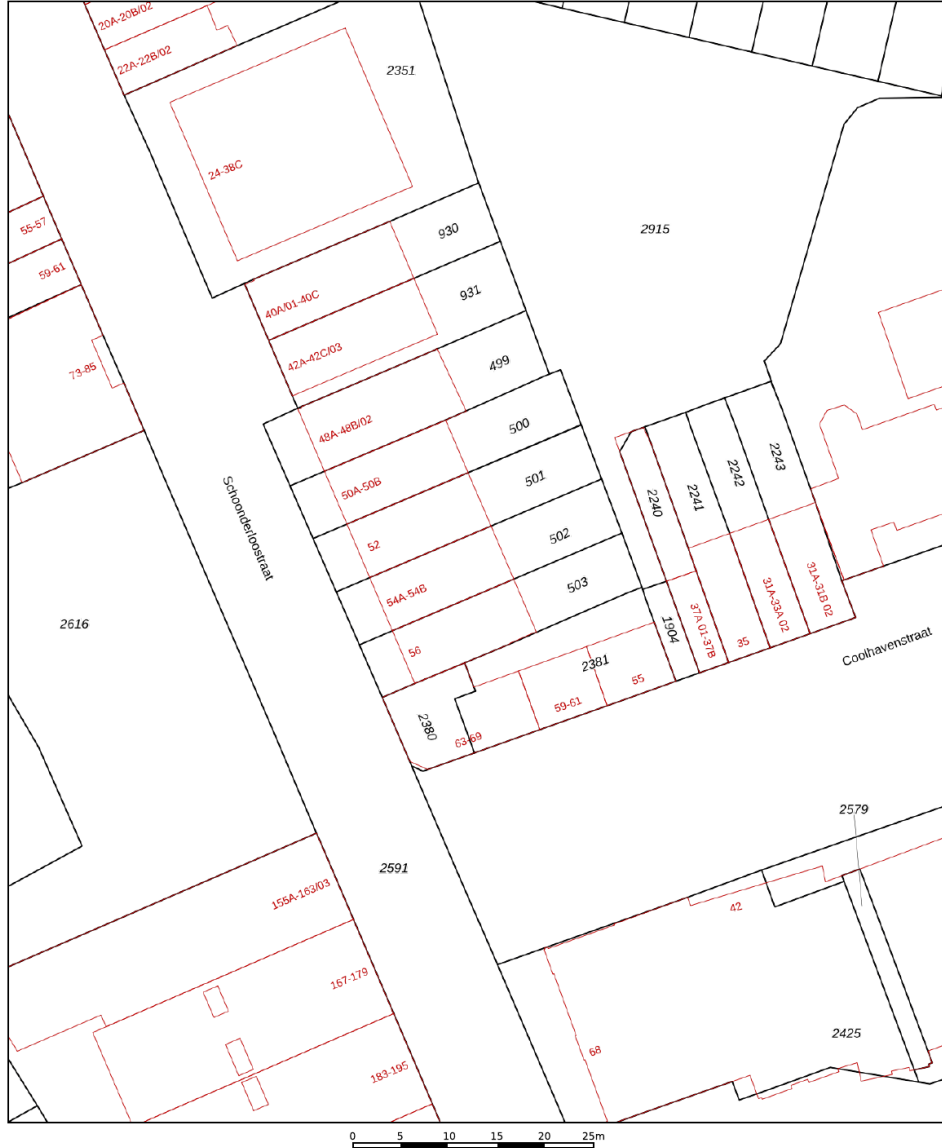 20A-20B/02
22A-22B/02
2351
24-38C
55-57
59-61
930
2915
931
40A/01-40C
42A-42C/03
73-85
499
48A-48B/02
500
2243
2242
2241
2240
501
50A-50B
Schoonderloostraat
502
52
503
54A-54B
31A-31B 02
31A-33A 02
37A 01-37B
35
1904
2616
56
Coolhavenstraat
2381
55
59-61
2380
63-69
2579
2591
155A-163/03
42
167-179
2425
68
183-195
0 5 10 15 20 25m